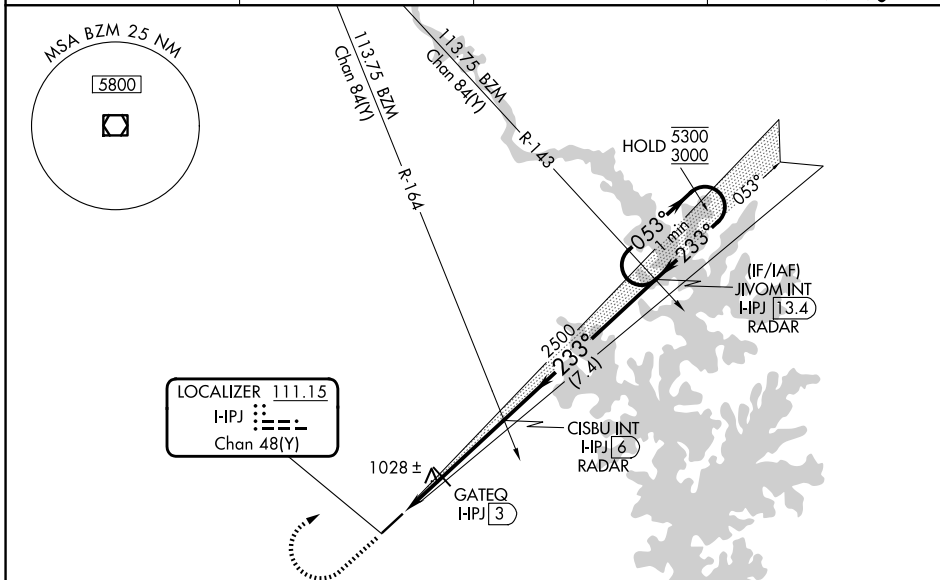 MSA BZM 25 NM
5800
113.75 BZM
Chan 84(Y)
R-164
113.75 BZM
Chan 84(Y)
R-143
HOLD 5300
3000
053°
1 min
233°
053°
(IF/IAF)
JIVOM INT
I-IPJ 13.4
RADAR
2500
233°
(7.4)
LOCALIZER 111.15
I-IPJ
Chan 48(Y)
CISBU INT
I-IPJ 6
RADAR
1028 ±
GATEQ
I-IPJ 3